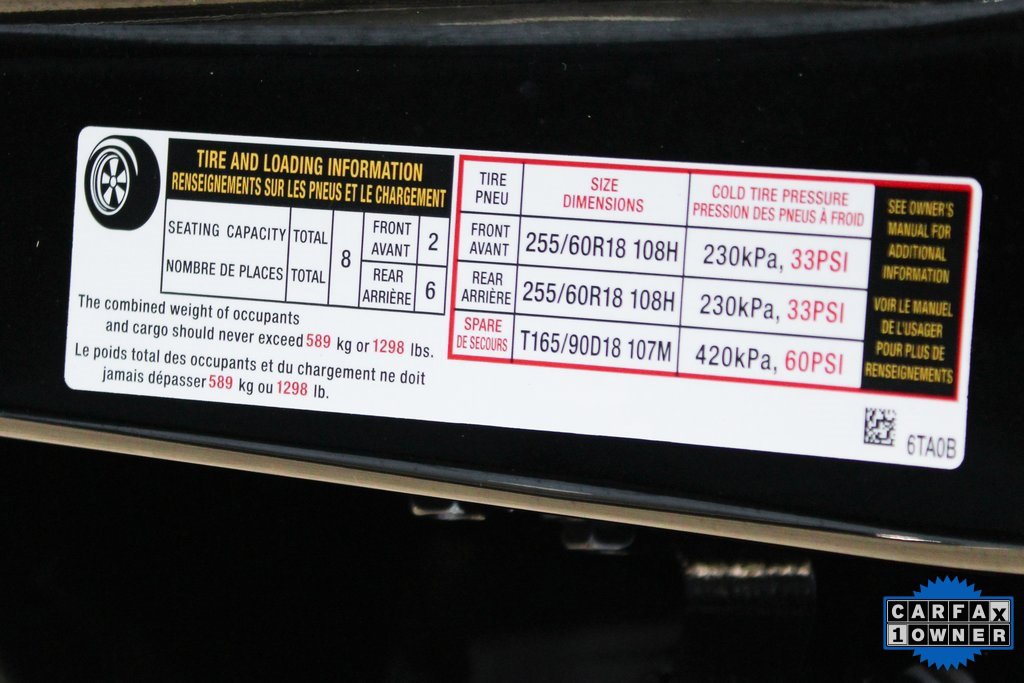 TIRE AND LOADING INFORMATION
RENSEIGNEMENTS SUR LES PNEUS ET LE CHARGEMENT
SEATING CAPACITY TOTAL
NOMBRE DE PLACES TOTAL
8
FRONT
AVANT
2
REAR
ARRIÈRE
6
The combined weight of occupants
and cargo should never exceed 589 kg or 1298 lbs.
Le poids total des occupants et du chargement ne doit
jamais dépasser 589 kg ou 1298 lb.
TIRE
PNEU
SIZE
DIMENSIONS
COLD TIRE PRESSURE
PRESSION DES PNEUS À FROID
FRONT
AVANT
255/60R18 108H
230kPa, 33PSI
REAR
ARRIÈRE
255/60R18 108H
230kPa, 33PSI
SPARE
DE SECOURS
T165/90D18 107M
420kPa, 60PSI
SEE OWNER'S
MANUAL FOR
ADDITIONAL
INFORMATION
VOIR LE MANUEL
DE L'USAGER
POUR PLUS DE
RENSEIGNEMENTS
6TA0B
CARFAX
1 OWNER